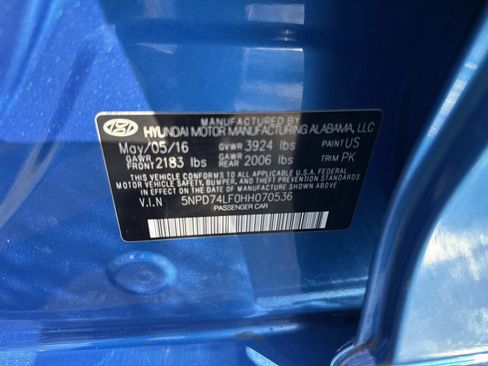 MANUFACTURED BY
HYUNDAI MOTOR MANUFACTURING ALABAMA, LLC
May/05/16 GVWR 3924 lbs PAINT US
GAWR FRONT 2183 lbs GAWR REAR 2006 lbs TRIM PK
THIS VEHICLE CONFORMS TO ALL APPLICABLE U.S.A. FEDERAL
MOTOR VEHICLE SAFETY, BUMPER, AND THEFT PREVENTION STANDARDS
IN EFFECT ON THE DATE OF MANUFACTURE SHOWN ABOVE.
V.I.N 5NPD74LF0HH070536
PASSENGER CAR